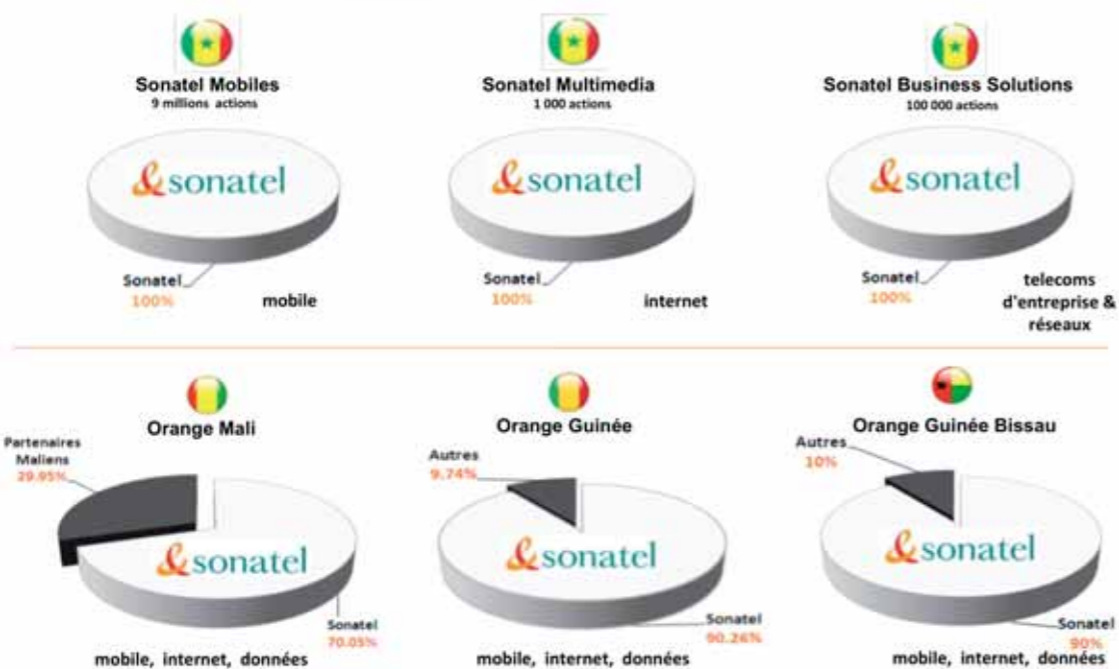 Sonatel Mobiles
9 millions actions
&sonatel
Sonatel
100%
mobile
Sonatel Multimedia
1 000 actions
&sonatel
Sonatel
100%
internet
Sonatel Business Solutions
100 000 actions
&sonatel
Sonatel
100%
telecoms
d'entreprise &
réseaux
Orange Mali
Partenaires
Maliens
29.95%
&sonatel
Sonatel
70.05%
mobile, internet, données
Orange Guinée
Autres
9.74%
&sonatel
Sonatel
90.26%
mobile, internet, données
Orange Guinée Bissau
Autres
10%
&sonatel
Sonatel
90%
mobile, internet, données